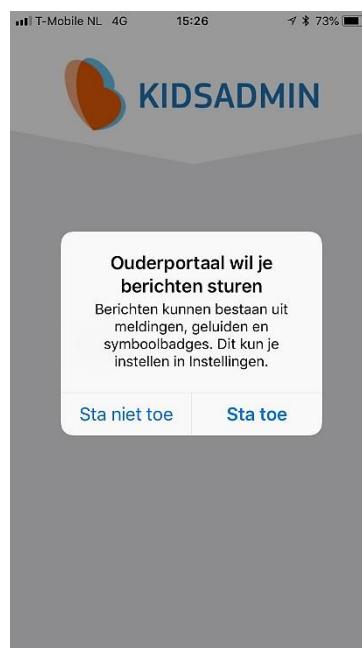 T-Mobile NL 4G 15:26 73%
KIDSADMIN
Ouderportaal wil je
berichten sturen
Berichten kunnen bestaan uit
meldingen, geluiden en
symboolbadges. Dit kun je
instellen in Instellingen.
Sta niet toe Sta toe